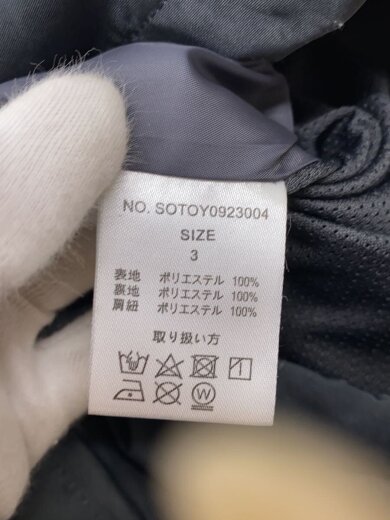 NO. SOTOY0923004
SIZE
3
表地 ポリエステル 100%
裏地 ポリエステル 100%
胸紐 ポリエステル 100%
取り扱い方
W